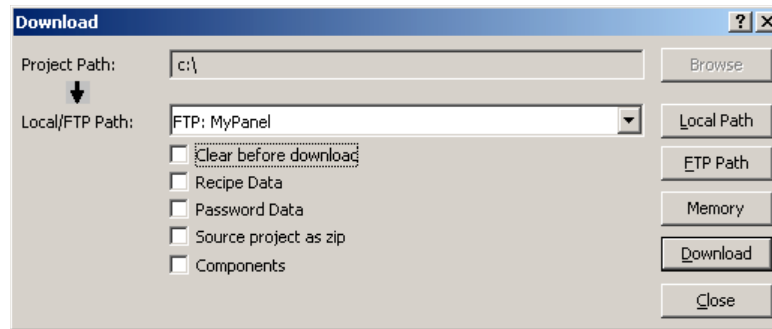 Download
? X
Project Path: c:\ Browse
Local/FTP Path: FTP: MyPanel Local Path
Clear before download
FTP Path
Recipe Data
Password Data Memory
Source project as zip
Download
Components
Close